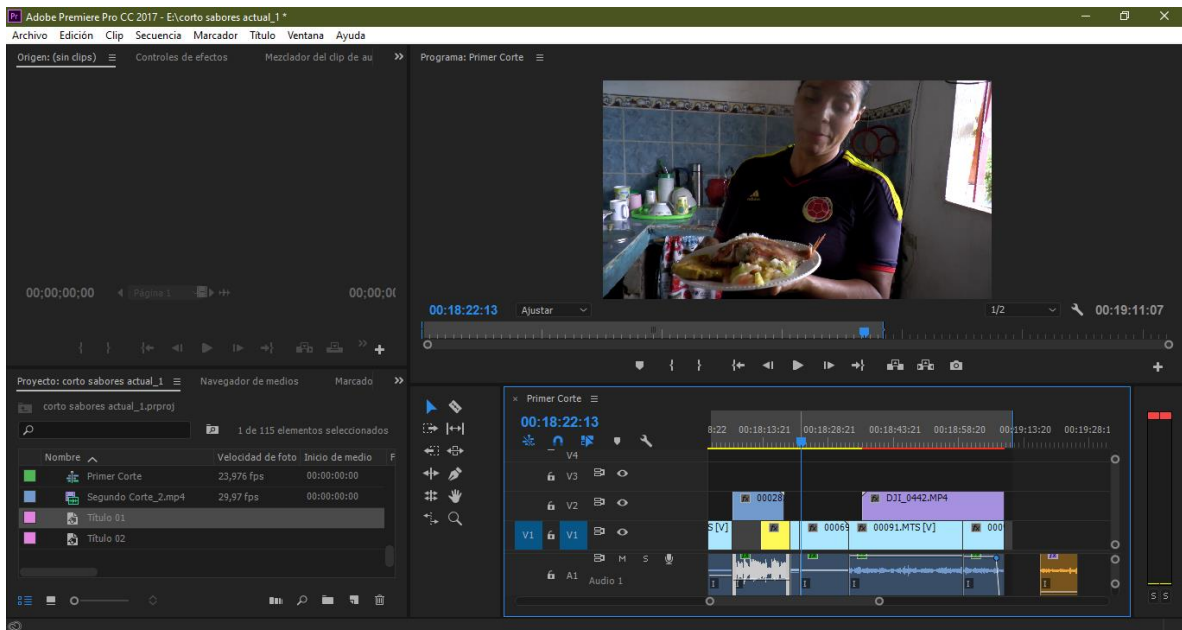 Adobe Premiere Pro CC 2017 - E:\corto sabores actual_1 *
Archivo Edición Clip Secuencia Marcador Título Ventana Ayuda
Origen: (sin clips) Controles de efectos Mezclador del clip de au
Programa: Primer Corte
00;00;00;00 Página 1 00;00;0(
00:18:22:13 Ajustar 1/2 00:19:11:07
Proyecto: corto sabores actual_1 Navegador de medios Marcado
corto sabores actual_1.prproj
1 de 115 elementos seleccionados
Nombre Velocidad de foto Inicio de medio F
Primer Corte 23,976 fps 00:00:00:00
Segundo Corte_2.mp4 29,97 fps 00:00:00:00
Título 01
Título 02
Primer Corte
00:18:22:13
8:22 00:18:13:21 00:18:28:21 00:18:43:21 00:18:58:20 00:19:13:20 00:19:28:1
V4
V3
V2 00028 DJI_0442.MP4
V1 V1 S [V] 00069 00091.MTS [V] 000
M S
A1 Audio 1
S S